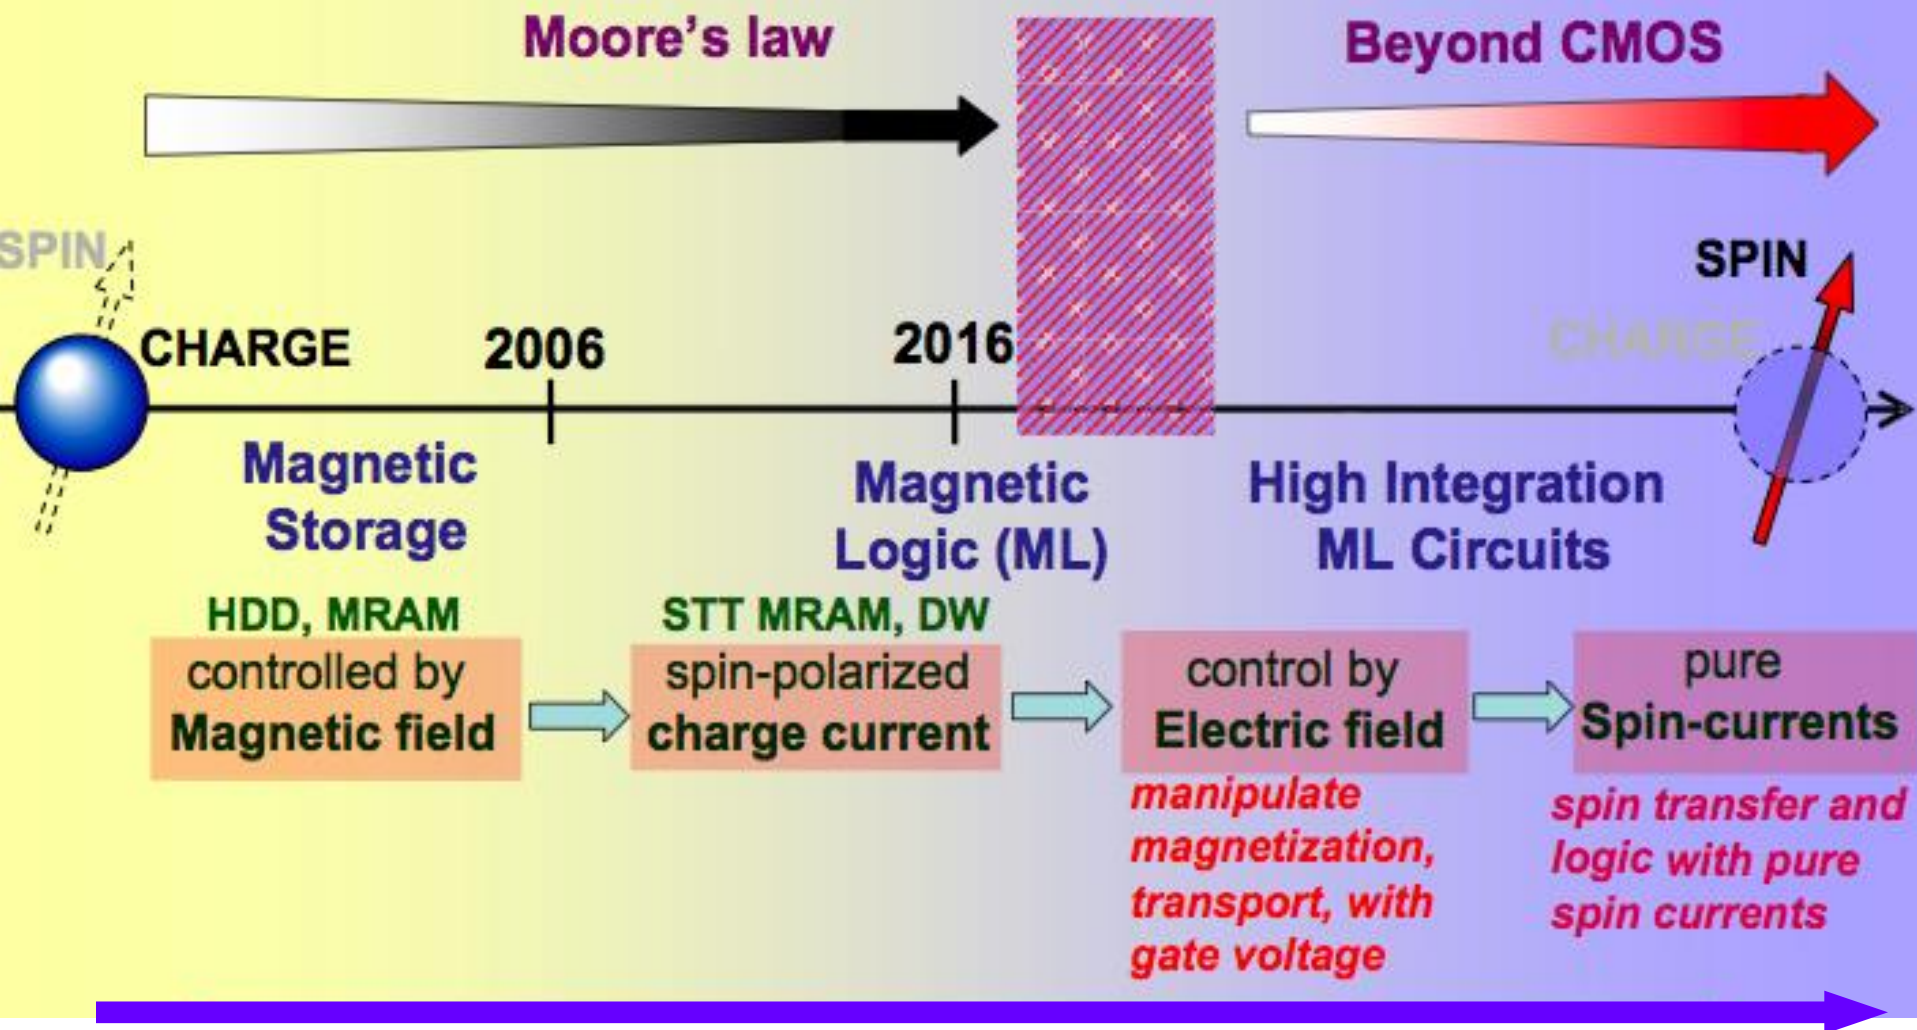 Moore's law
Beyond CMOS
SPIN
SPIN
CHARGE
2006
2016
CHARGE
Magnetic
Storage
Magnetic
Logic (ML)
High Integration
ML Circuits
HDD, MRAM
controlled by
Magnetic field
STT MRAM, DW
spin-polarized
charge current
control by
Electric field
manipulate
magnetization,
transport, with
gate voltage
pure
Spin-currents
spin transfer and
logic with pure
spin currents